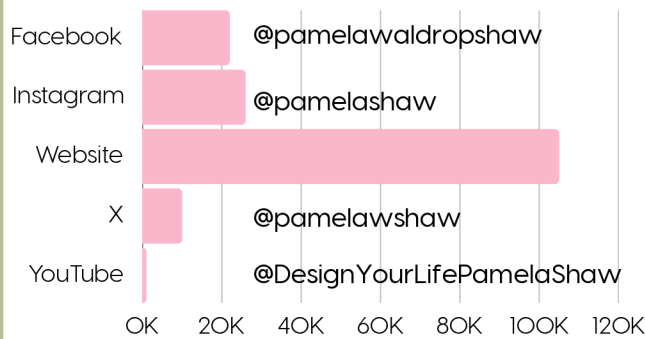 Facebook @pamelawaldropshaw
Instagram @pamelashaw
Website
X @pamelawshaw
YouTube @DesignYourLifePamelaShaw
0K 20K 40K 60K 80K 100K 120K